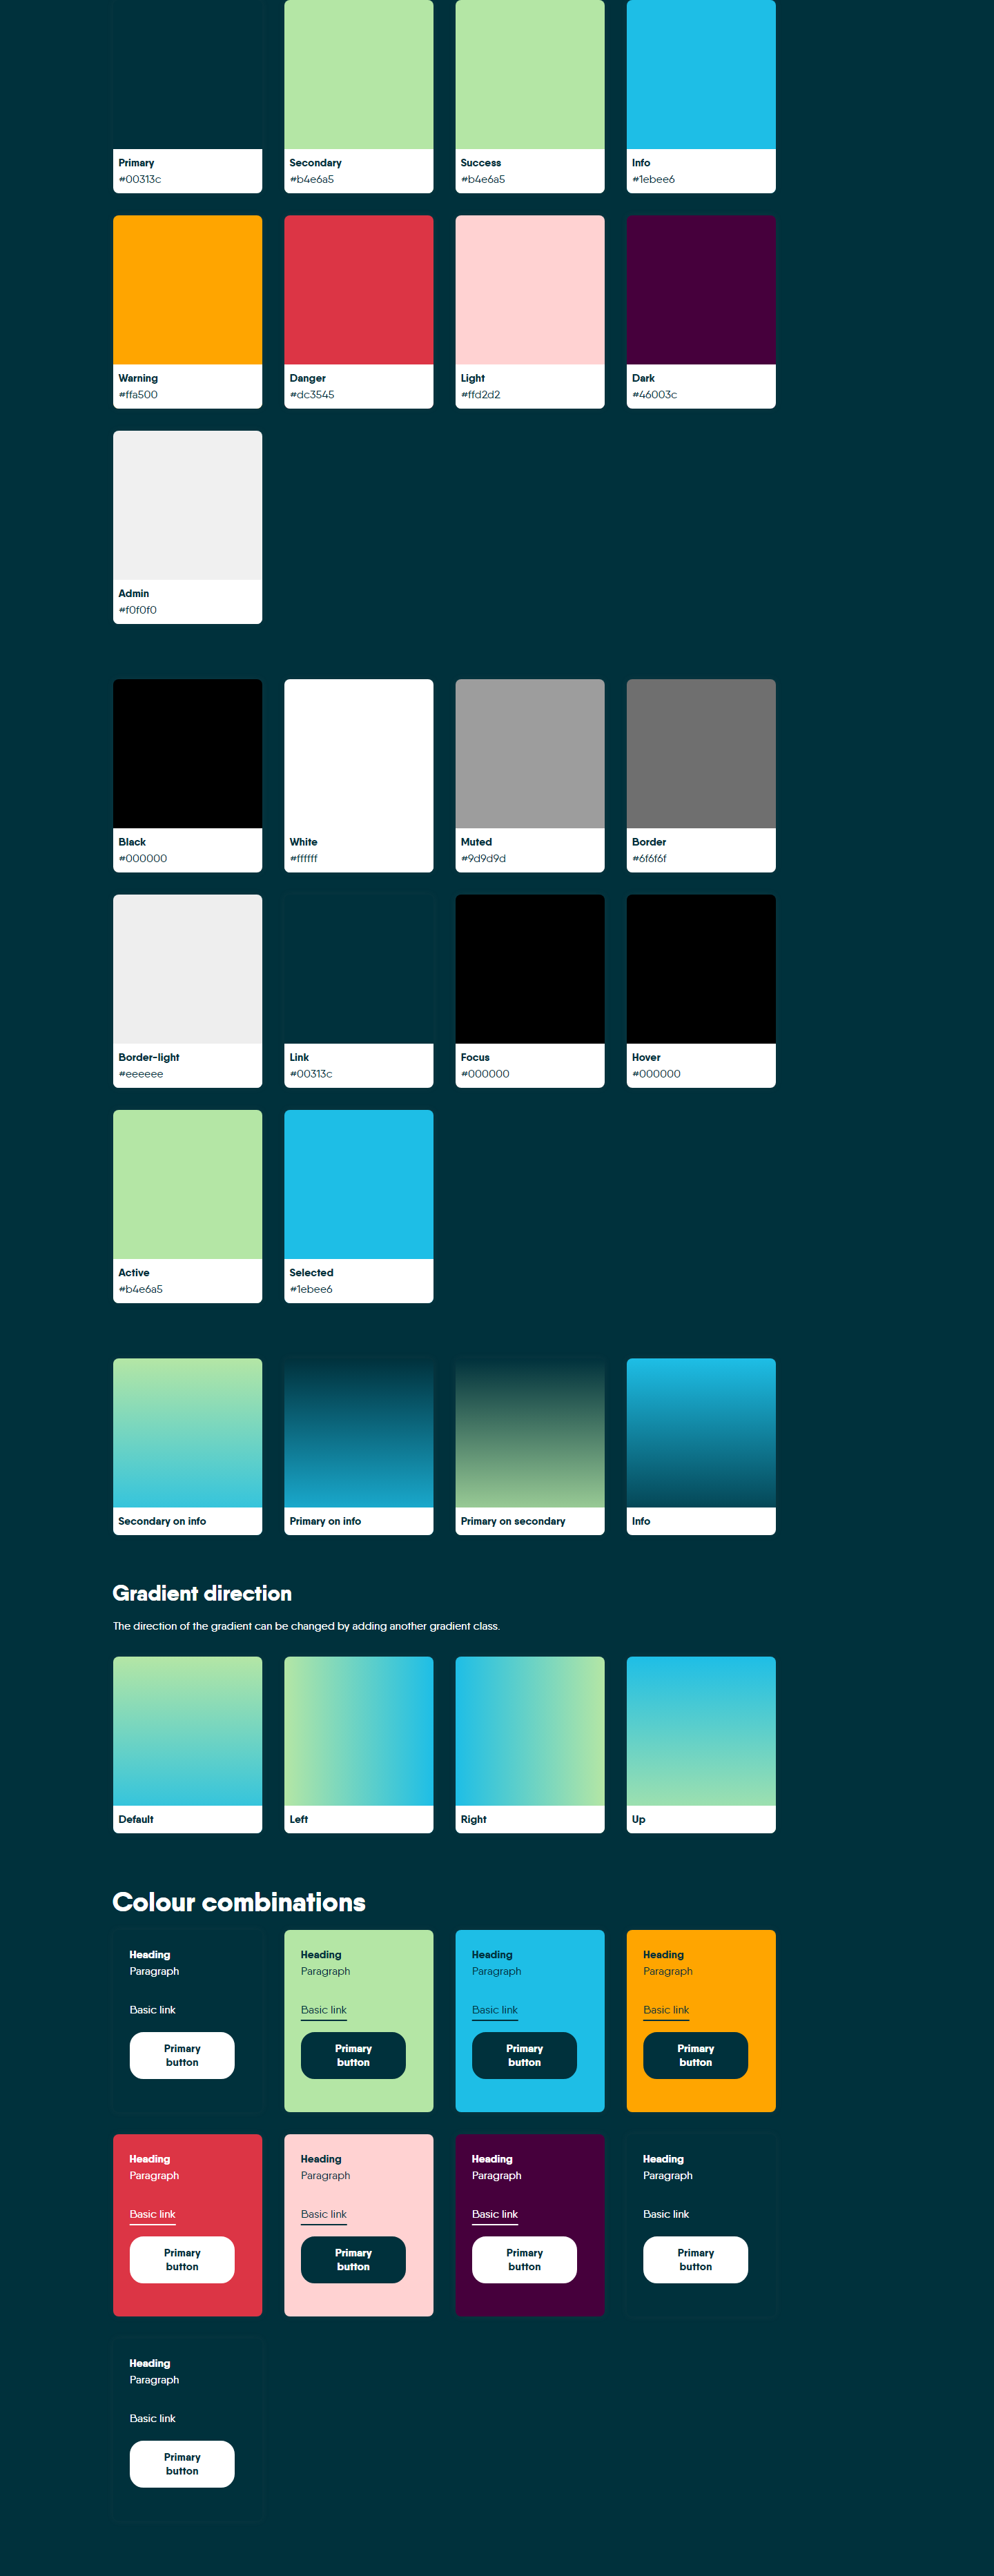 Primary
#00313c
Secondary
#b4e6a5
Success
#b4e6a5
Info
#1ebee6
Warning
#ffa500
Danger
#dc3545
Light
#ffd2d2
Dark
#46003c
Admin
#f0f0f0
Black
#000000
White
#ffffff
Muted
#9d9d9d
Border
#6f6f6f
Border-light
#eeeeee
Link
#00313c
Focus
#000000
Hover
#000000
Active
#b4e6a5
Selected
#1ebee6
Secondary on info
Primary on info
Primary on secondary
Info
Gradient direction
The direction of the gradient can be changed by adding another gradient class.
Default
Left
Right
Up
Colour combinations
Heading
Paragraph
Basic link
Primary
button
Heading
Paragraph
Basic link
Primary
button
Heading
Paragraph
Basic link
Primary
button
Heading
Paragraph
Basic link
Primary
button
Heading
Paragraph
Basic link
Primary
button
Heading
Paragraph
Basic link
Primary
button
Heading
Paragraph
Basic link
Primary
button
Heading
Paragraph
Basic link
Primary
button
Heading
Paragraph
Basic link
Primary
button